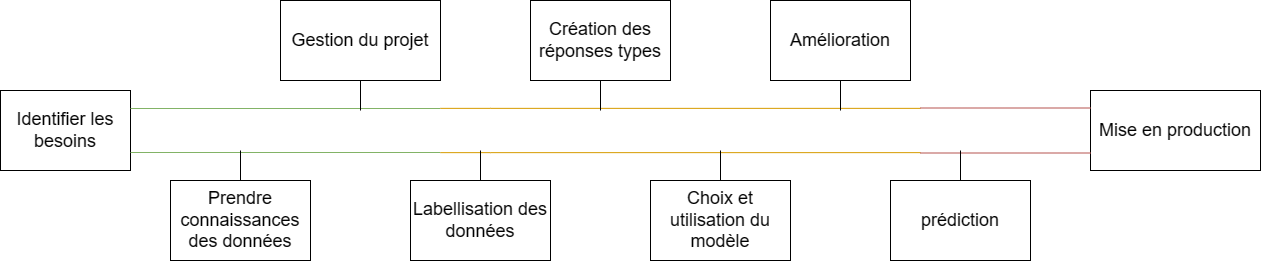 Gestion du projet
Création des
réponses types
Amélioration
Identifier les
besoins
Mise en production
Prendre
connaissances
des données
Labellisation des
données
Choix et
utilisation du
modèle
prédiction